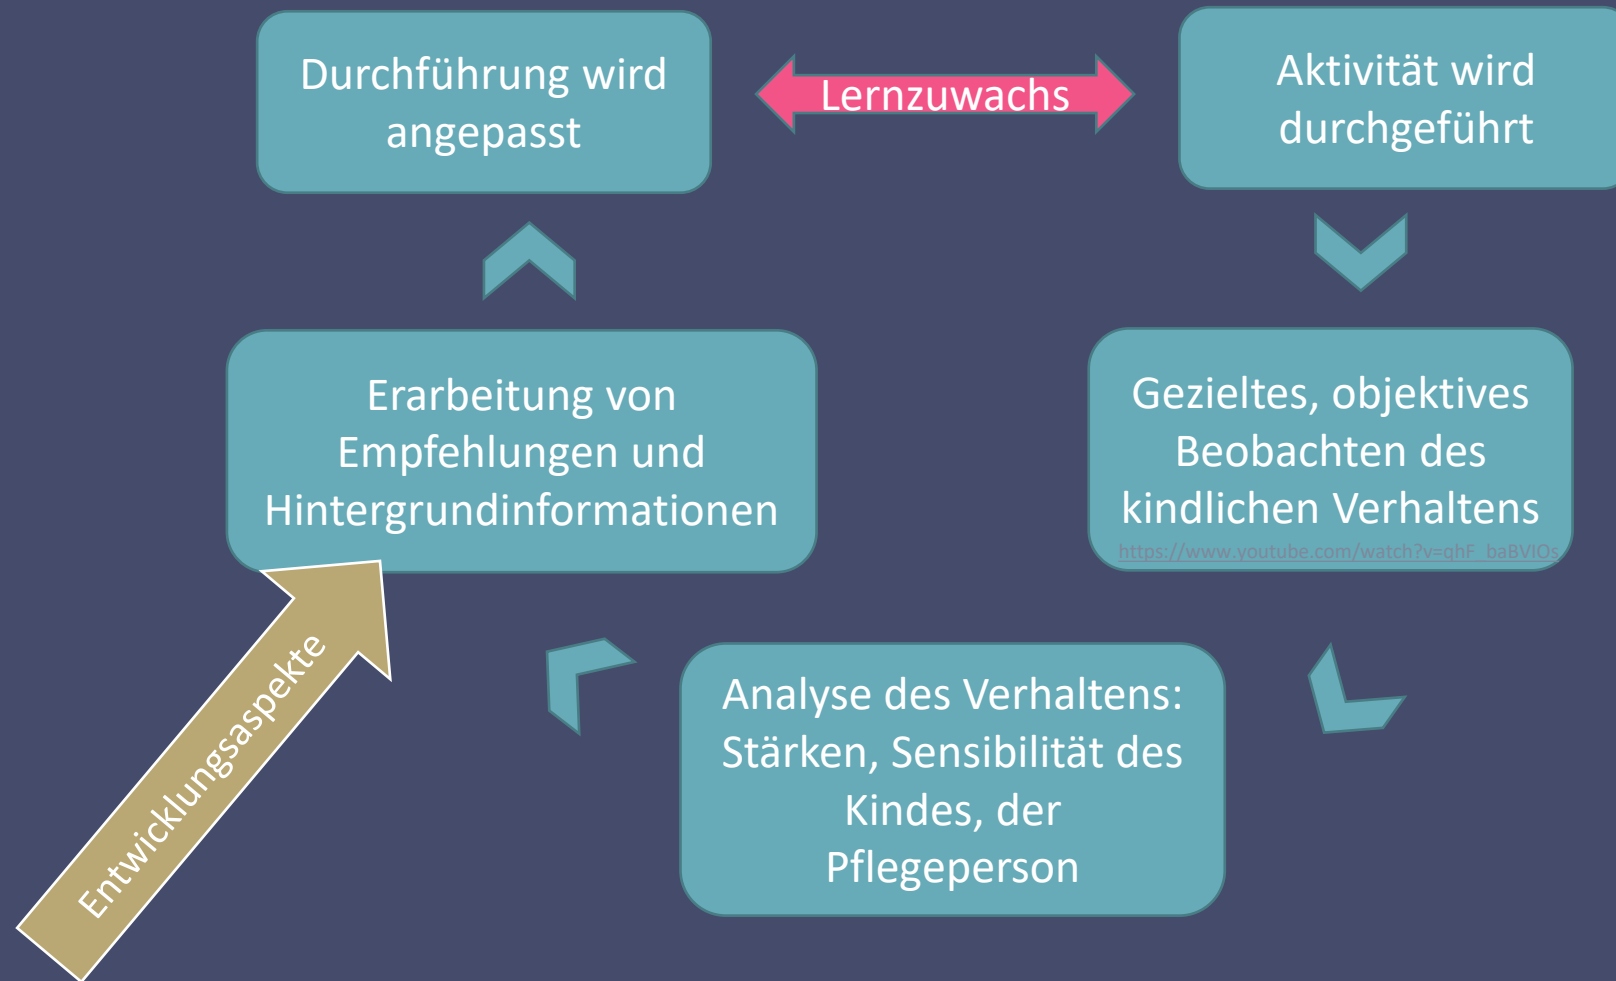 Durchführung wird
angepasst
Lernzuwachs
Aktivität wird
durchgeführt
Erarbeitung von
Empfehlungen und
Hintergrundinformationen
Gezieltes, objektives
Beobachten des
kindlichen Verhaltens
https://www.youtube.com/watch?v=qhF_baBVIOs
Analyse des Verhaltens:
Stärken, Sensibilität des
Kindes, der
Pflegeperson
Entwicklungsaspekte